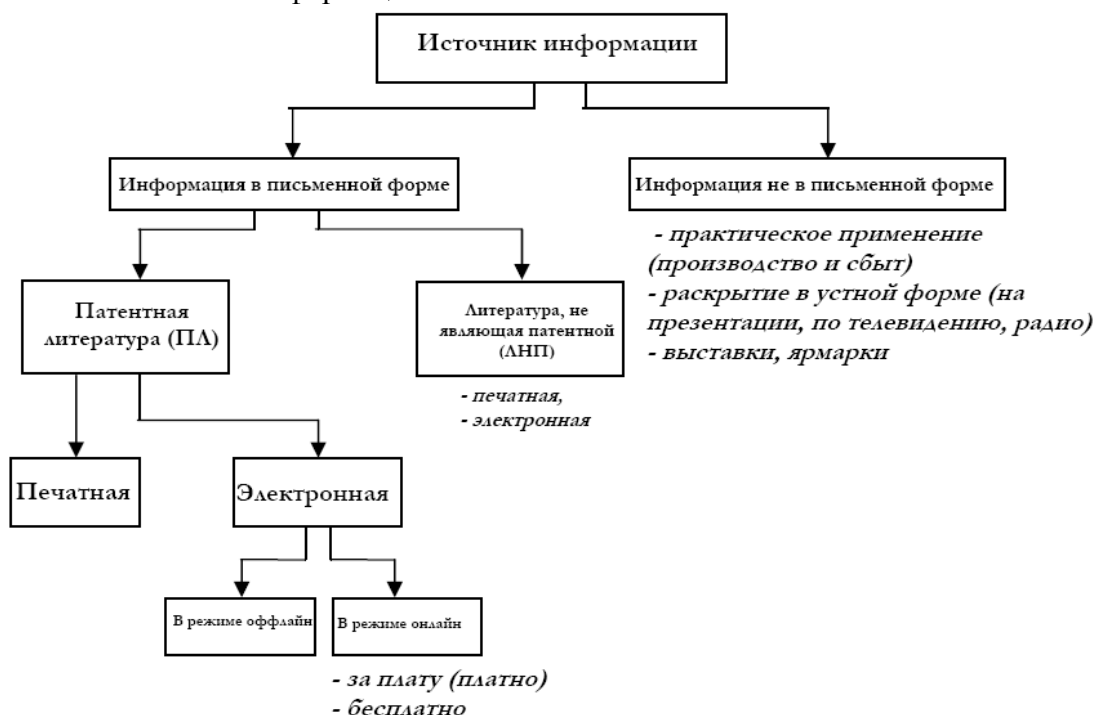 Источник информации
Информация в письменной форме
Информация не в письменной форме
- практическое применение
(производство и сбыт)
- раскрытие в устной форме (на
презентации, по телевидению, радио)
- выставки, ярмарки
Патентная
литература (ПЛ)
Литература, не
являющая патентной
(ЛНП)
- печатная,
- электронная
Печатная
Электронная
В режиме оффлайн
В режиме онлайн
- за плату (платно)
- бесплатно